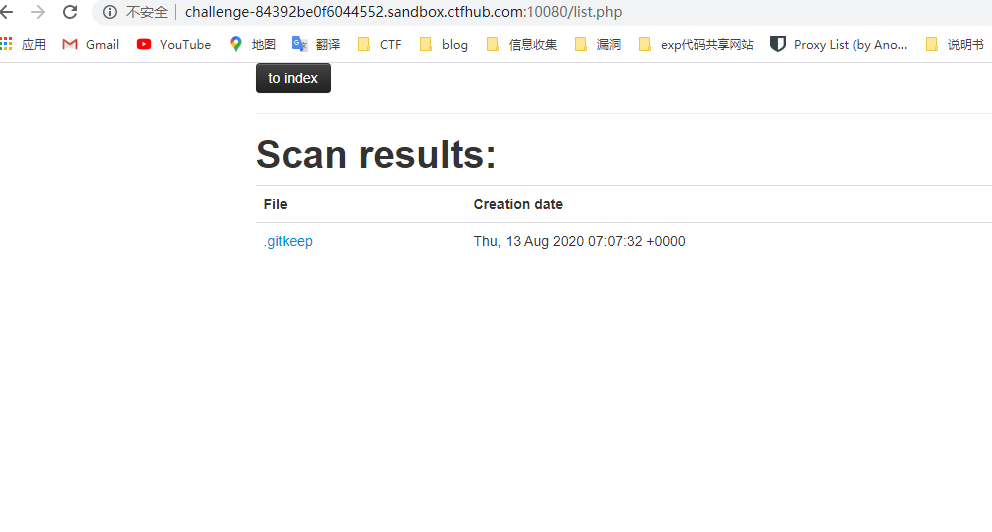 不安全 challenge-84392be0f6044552.sandbox.ctfhub.com:10080/list.php
应用 Gmail YouTube 地图 翻译 CTF blog 信息收集 漏洞 exp代码共享网站 Proxy List (by Ano... 说明书
to index
Scan results:
File Creation date
.gitkeep Thu, 13 Aug 2020 07:07:32 +0000